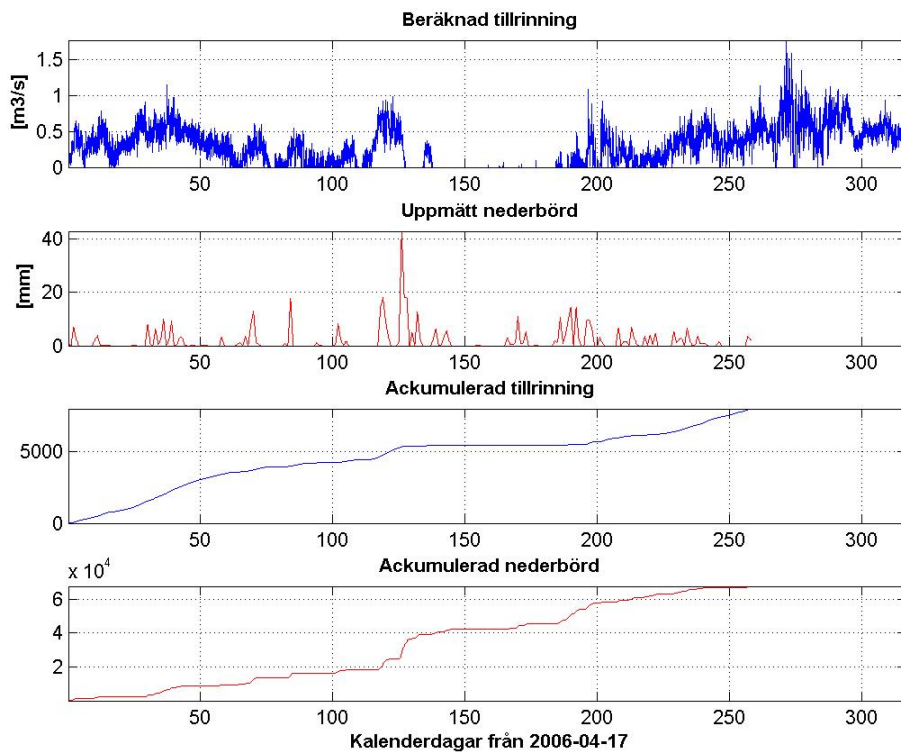 Beräknad tillrinning
[m3/s]
1.5
1
0.5
0
50 100 150 200 250 300
Uppmätt nederbörd
[mm]
40
20
0
50 100 150 200 250 300
Ackumulerad tillrinning
5000
0
50 100 150 200 250 300
Ackumulerad nederbörd
x 10^4
6
4
2
50 100 150 200 250 300
Kalenderdagar från 2006-04-17